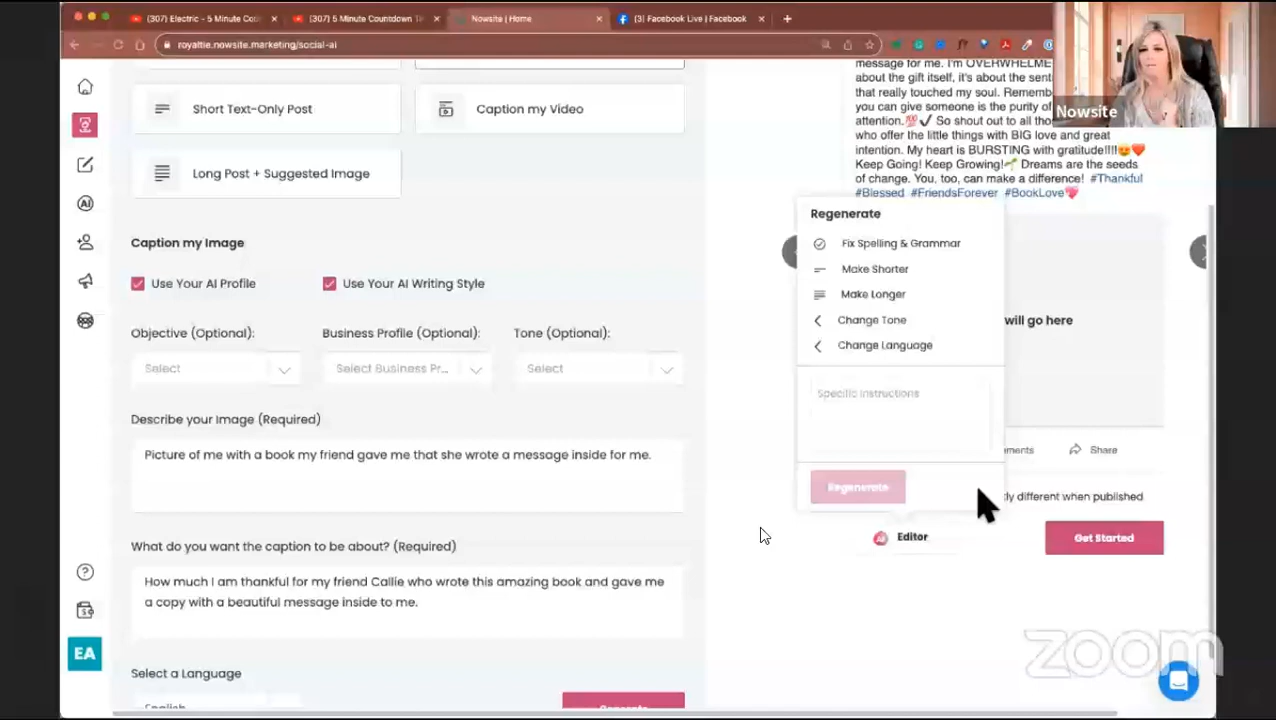 (307) Electric - 5 Minute Cou
(307) 5 Minute Countdown Ti
Nowsite | Home
(3) Facebook Live | Facebook
royaltie.nowsite.marketing/social-ai
Nowsite
message for me. I'm OVERWHELME
about the gift itself, it's about the sent
that really touched my soul. Rememb
you can give someone is the purity of
attention.💯✔ So shout out to all tho
who offer the little things with BIG love and great
intention. My heart is BURSTING with gratitude!!!!😍❤️
Keep Going! Keep Growing!🌱 Dreams are the seeds
of change. You, too, can make a difference! #Thankful
#Blessed #FriendsForever #BookLove💖
Short Text-Only Post
Caption my Video
Long Post + Suggested Image
Caption my Image
Use Your AI Profile
Use Your AI Writing Style
Objective (Optional):
Business Profile (Optional):
Tone (Optional):
Select
Select Business Pr...
Select
Describe your Image (Required)
Picture of me with a book my friend gave me that she wrote a message inside for me.
What do you want the caption to be about? (Required)
How much I am thankful for my friend Callie who wrote this amazing book and gave me
a copy with a beautiful message inside to me.
Select a Language
English
Generate
Regenerate
Fix Spelling & Grammar
Make Shorter
Make Longer
Change Tone
Change Language
Specific Instructions
Regenerate
will go here
mments
Share
tly different when published
AI
Editor
Get Started
AI
EA
zoom